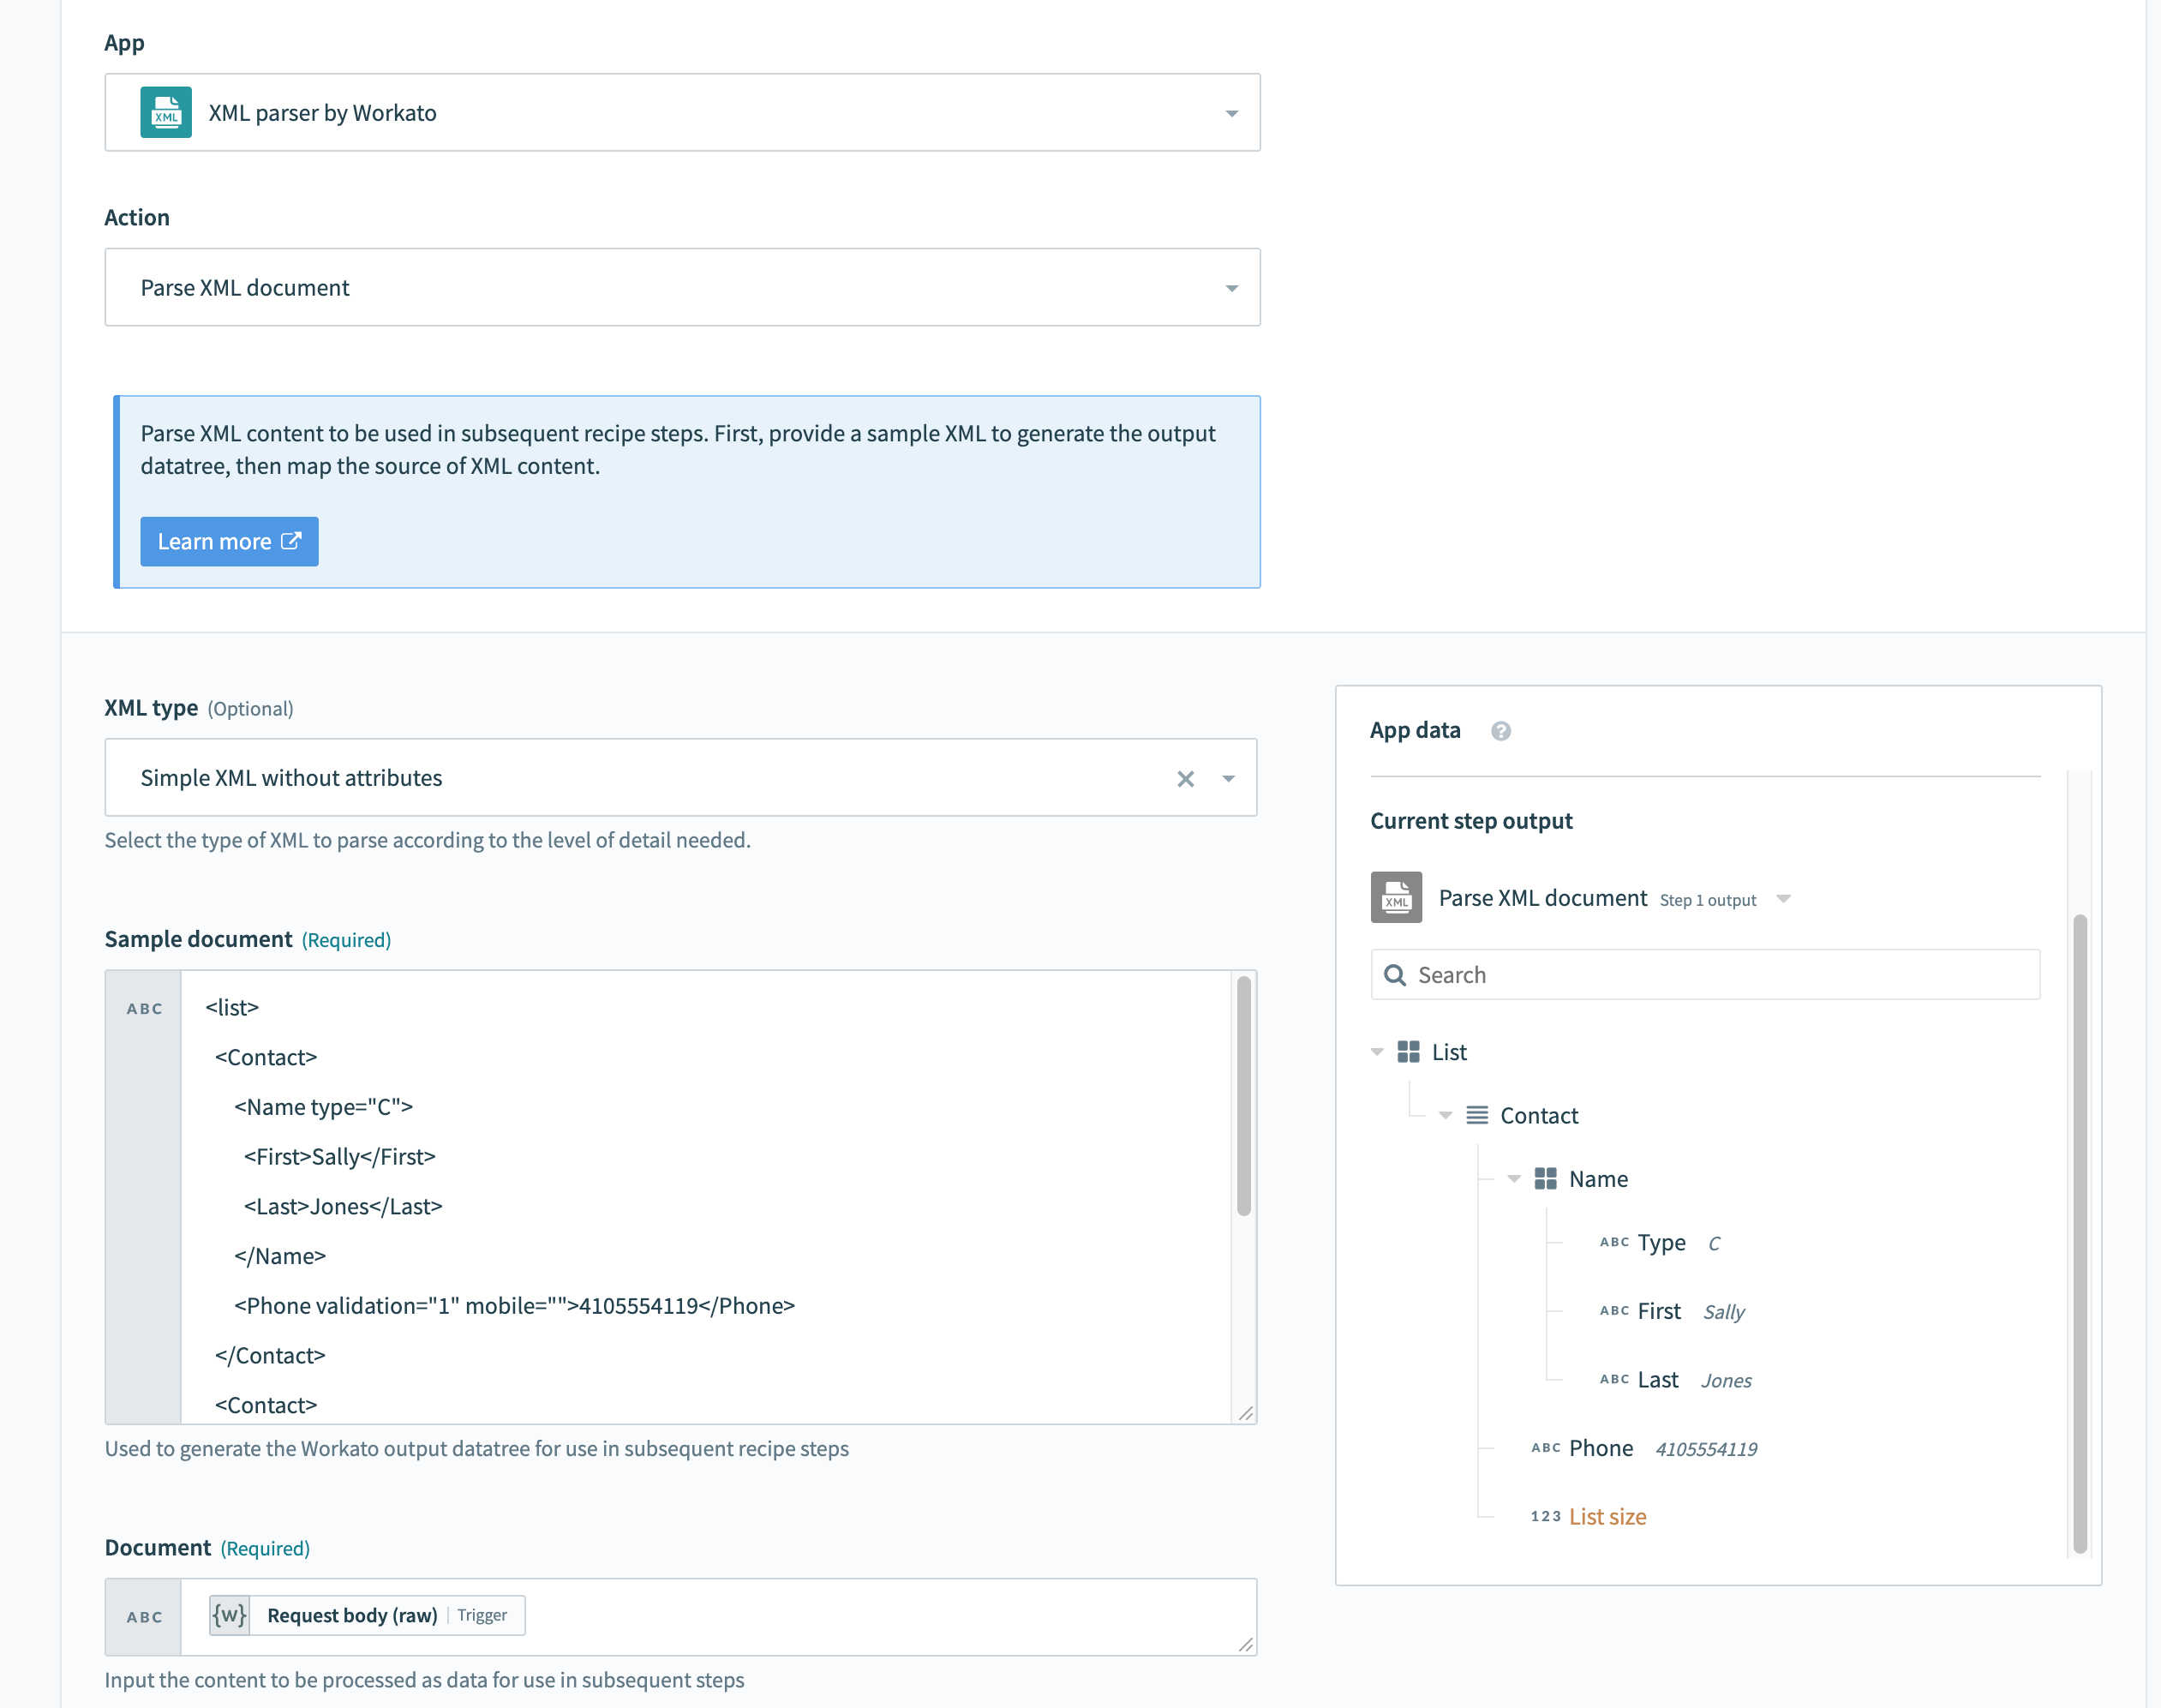 App
XML
XML parser by Workato
Action
Parse XML document
Parse XML content to be used in subsequent recipe steps. First, provide a sample XML to generate the output
datatree, then map the source of XML content.
Learn more
XML type (Optional)
Simple XML without attributes
Select the type of XML to parse according to the level of detail needed.
Sample document (Required)
ABC
<list>
<Contact>
<Name type="C">
<First>Sally</First>
<Last>Jones</Last>
</Name>
<Phone validation="1" mobile="">4105554119</Phone>
</Contact>
<Contact>
Used to generate the Workato output datatree for use in subsequent recipe steps
Document (Required)
ABC
{w} Request body (raw) Trigger
Input the content to be processed as data for use in subsequent steps
App data ?
Current step output
XML
Parse XML document Step 1 output
Search
List
Contact
Name
ABC Type C
ABC First Sally
ABC Last Jones
ABC Phone 4105554119
123 List size